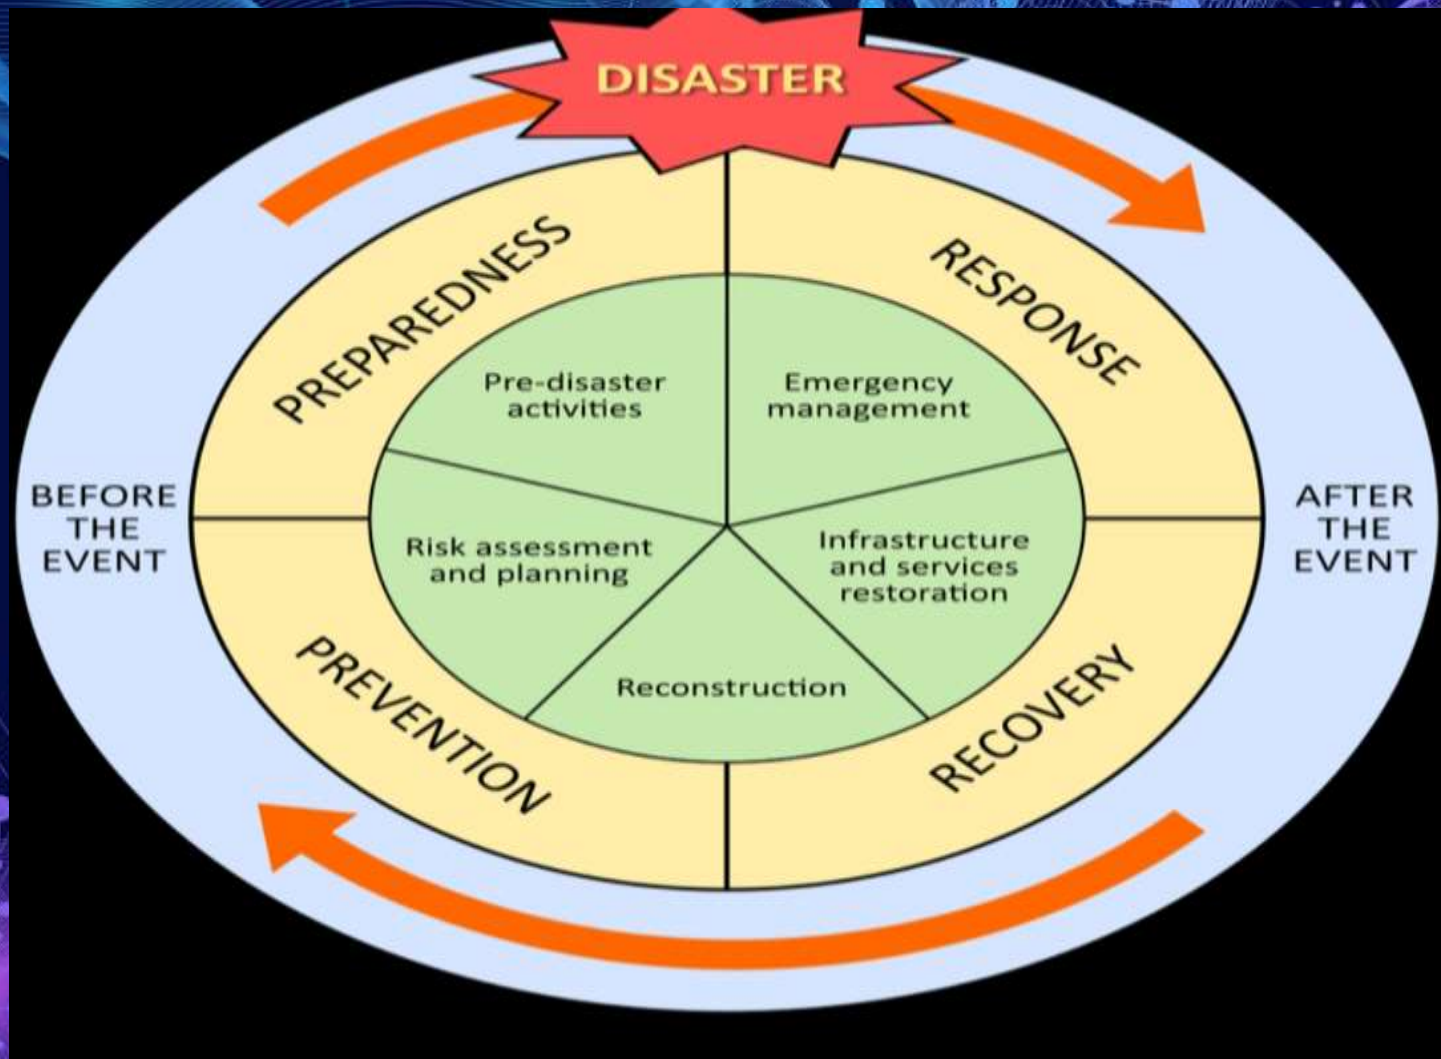 DISASTER
PREPAREDNESS
RESPONSE
Pre-disaster
activities
Emergency
management
BEFORE
THE
EVENT
AFTER
THE
EVENT
Risk assessment
and planning
Infrastructure
and services
restoration
Reconstruction
PREVENTION
RECOVERY